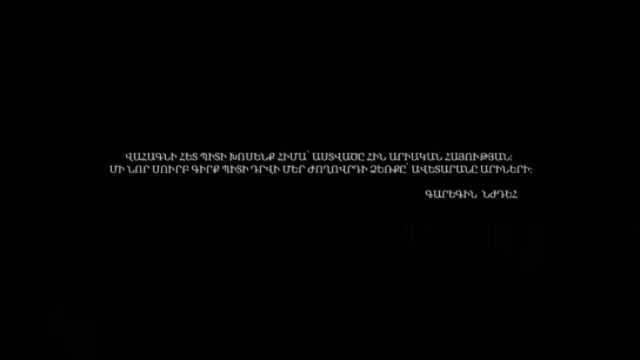 ՎԱՀԱԳՆԻ ՀԵՏ ՊԻՏԻ ԽՈՍԵՆՔ ՀԻՄԱ՝ ԱՍՏՎԱԾԸ ՀԻՆ ԱՐԻԱԿԱՆ ՀԱՅՈՒԹՅԱՆ:
ՄԻ ՆՈՐ ՍՈՒՐԲ ԳԻՐՔ ՊԻՏԻ ԴՐՎԻ ՄԵՐ ԺՈՂՈՎՐԴԻ ՁԵՌՔԸ՝ ԱՎԵՏԱՐԱՆԸ ԱՐԻՆԵՐԻ:
ԳԱՐԵԳԻՆ ՆԺԴԵՀ